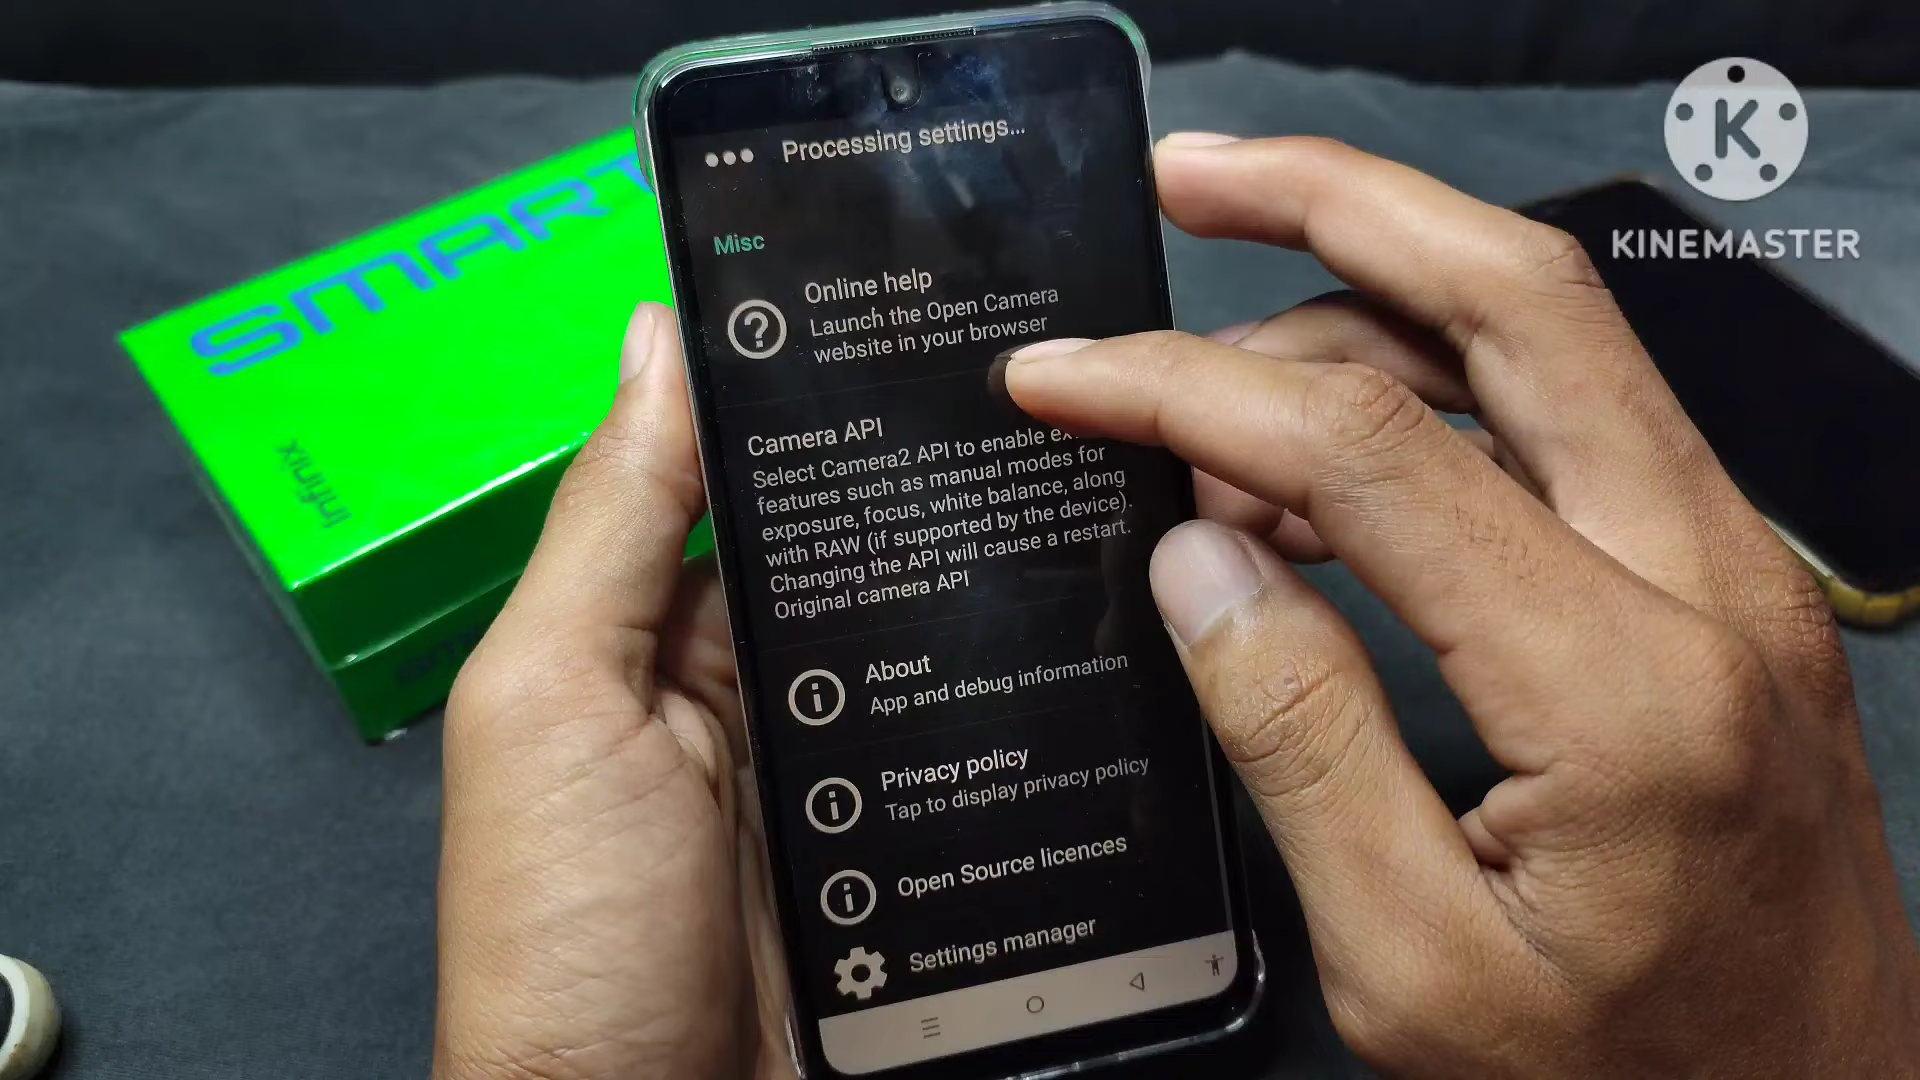 SMART
Infinix
K
KINEMASTER
Processing settings...
Misc
Online help
Launch the Open Camera
website in your browser
Camera API
Select Camera2 API to enable
features such as manual modes for
exposure, focus, white balance, along
with RAW (if supported by the device).
Changing the API will cause a restart.
Original camera API
About
App and debug information
Privacy policy
Tap to display privacy policy
Open Source licences
Settings manager